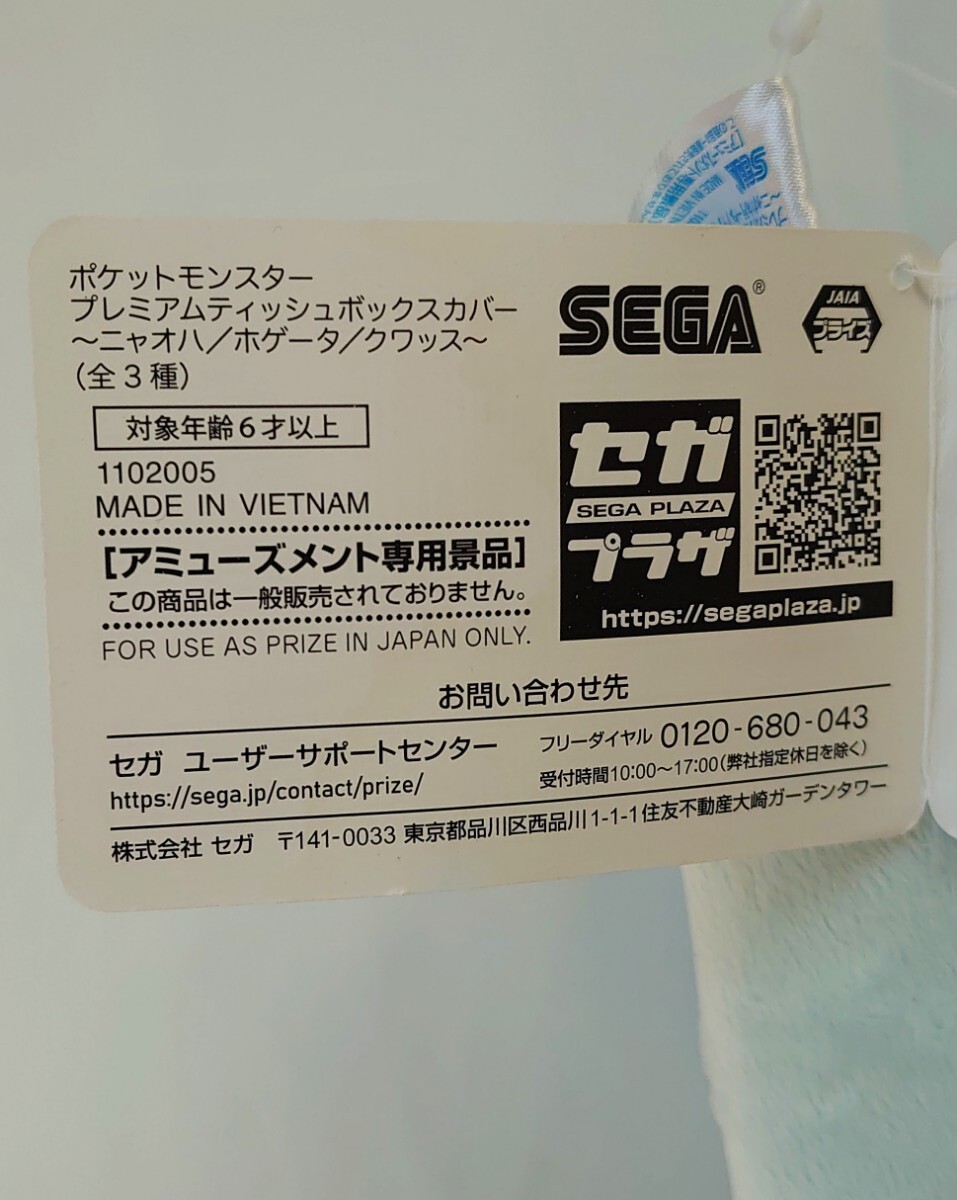 ポケットモンスター
プレミアムティッシュボックスカバー
～ニャオハ/ホゲータ/クワッス～
(全3種)
対象年齢6才以上
1102005
MADE IN VIETNAM
[アミューズメント専用景品]
この商品は一般販売されておりません。
FOR USE AS PRIZE IN JAPAN ONLY.
SEGA®
JAIA
プライズ
セガ
SEGA PLAZA
プラザ
https://segaplaza.jp
お問い合わせ先
セガ ユーザーサポートセンター
https://sega.jp/contact/prize/
フリーダイヤル 0120-680-043
受付時間10:00～17:00(弊社指定休日を除く)
株式会社 セガ 〒141-0033 東京都品川区西品川1-1-1住友不動産大崎ガーデンタワー